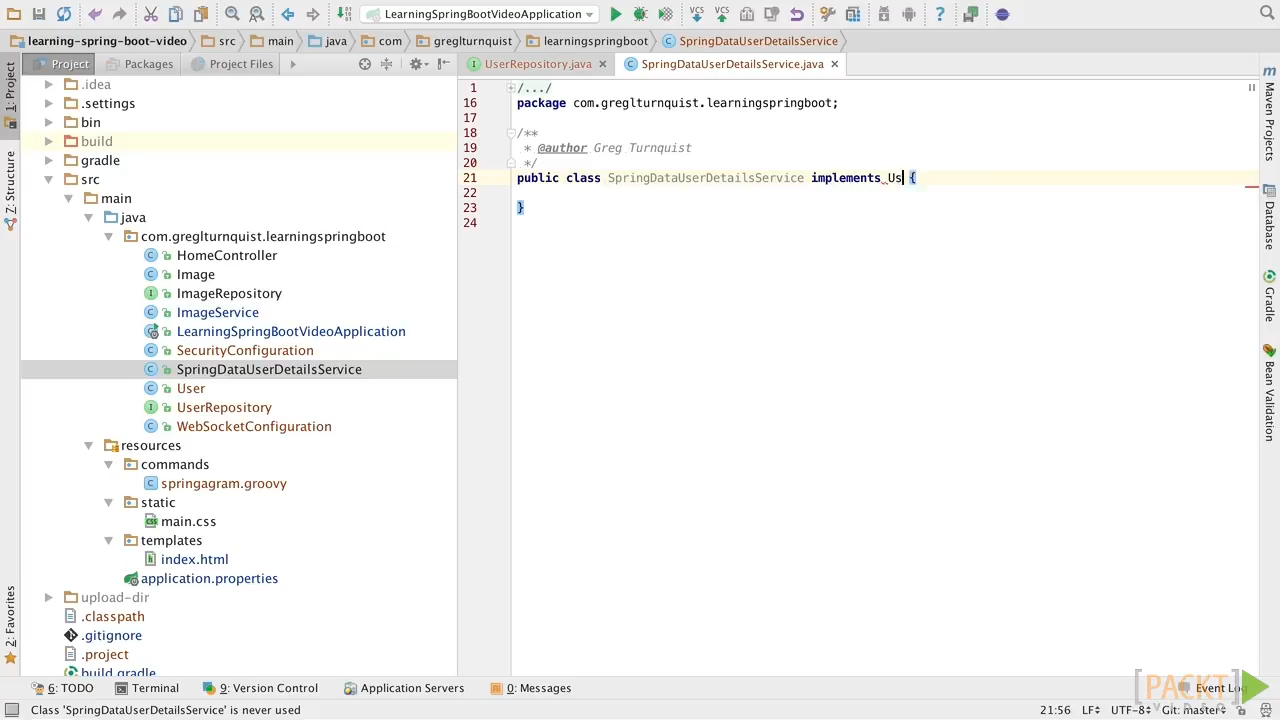 LearningSpringBootVideoApplication
VCS VCS
learning-spring-boot-video src main java com greglturnquist learningspringboot SpringDataUserDetailsService
Project Packages Project Files
UserRepository.java SpringDataUserDetailsService.java
1: Project
Z: Structure
2: Favorites
.idea
.settings
bin
build
gradle
src
main
java
com.greglturnquist.learningspringboot
HomeController
Image
ImageRepository
ImageService
LearningSpringBootVideoApplication
SecurityConfiguration
SpringDataUserDetailsService
User
UserRepository
WebSocketConfiguration
resources
commands
springagram.groovy
static
main.css
templates
index.html
application.properties
upload-dir
.classpath
.gitignore
.project
build.gradle
1 /.../
16 package com.greglturnquist.learningspringboot;
17
18 /**
19 * @author Greg Turnquist
20 */
21 public class SpringDataUserDetailsService implements Us {
22
23 }
24
Maven Projects
Database
Gradle
Bean Validation
6: TODO Terminal 9: Version Control Application Servers 0: Messages Event Log
PACKT
VIDEO
Class 'SpringDataUserDetailsService' is never used 21:56 LF UTF-8 Git: master